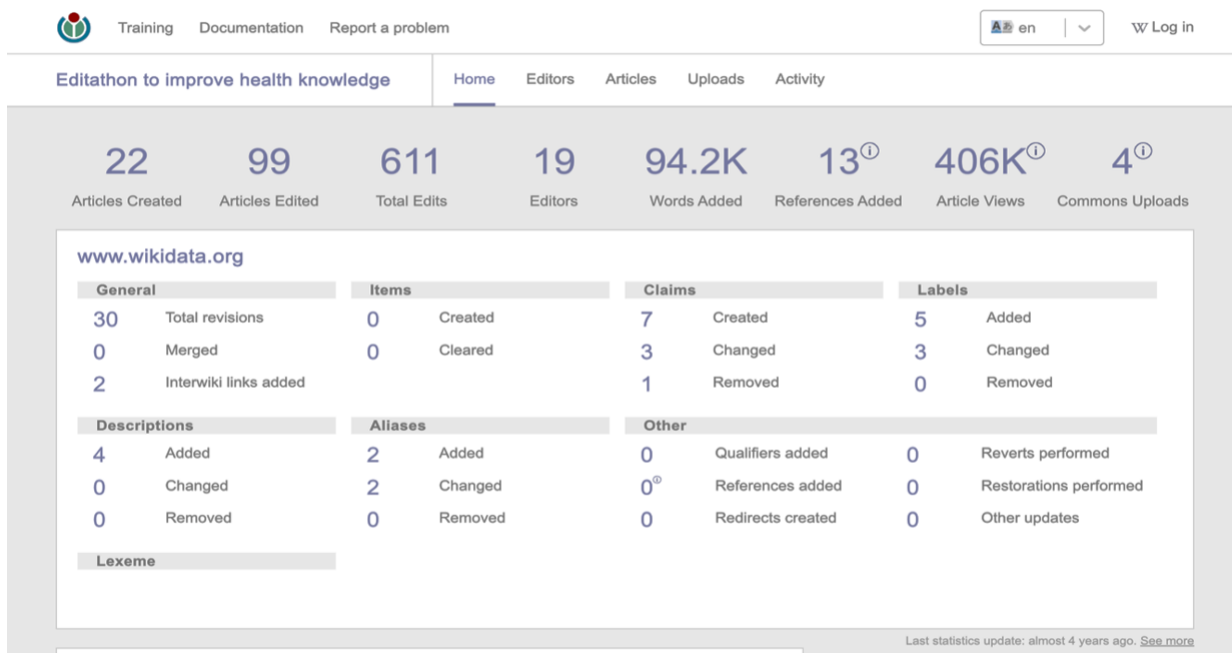 Training Documentation Report a problem en W Log in
Editathon to improve health knowledge Home Editors Articles Uploads Activity
22 99 611 19 94.2K 13 406K 4
Articles Created Articles Edited Total Edits Editors Words Added References Added Article Views Commons Uploads
www.wikidata.org
General Items Claims Labels
30 Total revisions 0 Created 7 Created 5 Added
0 Merged 0 Cleared 3 Changed 3 Changed
2 Interwiki links added 1 Removed 0 Removed
Descriptions Aliases Other
4 Added 2 Added 0 Qualifiers added 0 Reverts performed
0 Changed 2 Changed 0 References added 0 Restorations performed
0 Removed 0 Removed 0 Redirects created 0 Other updates
Lexeme
Last statistics update: almost 4 years ago. See more